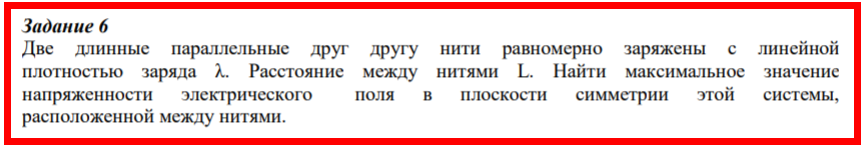 Задание 6
Две длинные параллельные друг другу нити равномерно заряжены с линейной
плотностью заряда λ. Расстояние между нитями L. Найти максимальное значение
напряженности электрического поля в плоскости симметрии этой системы,
расположенной между нитями.